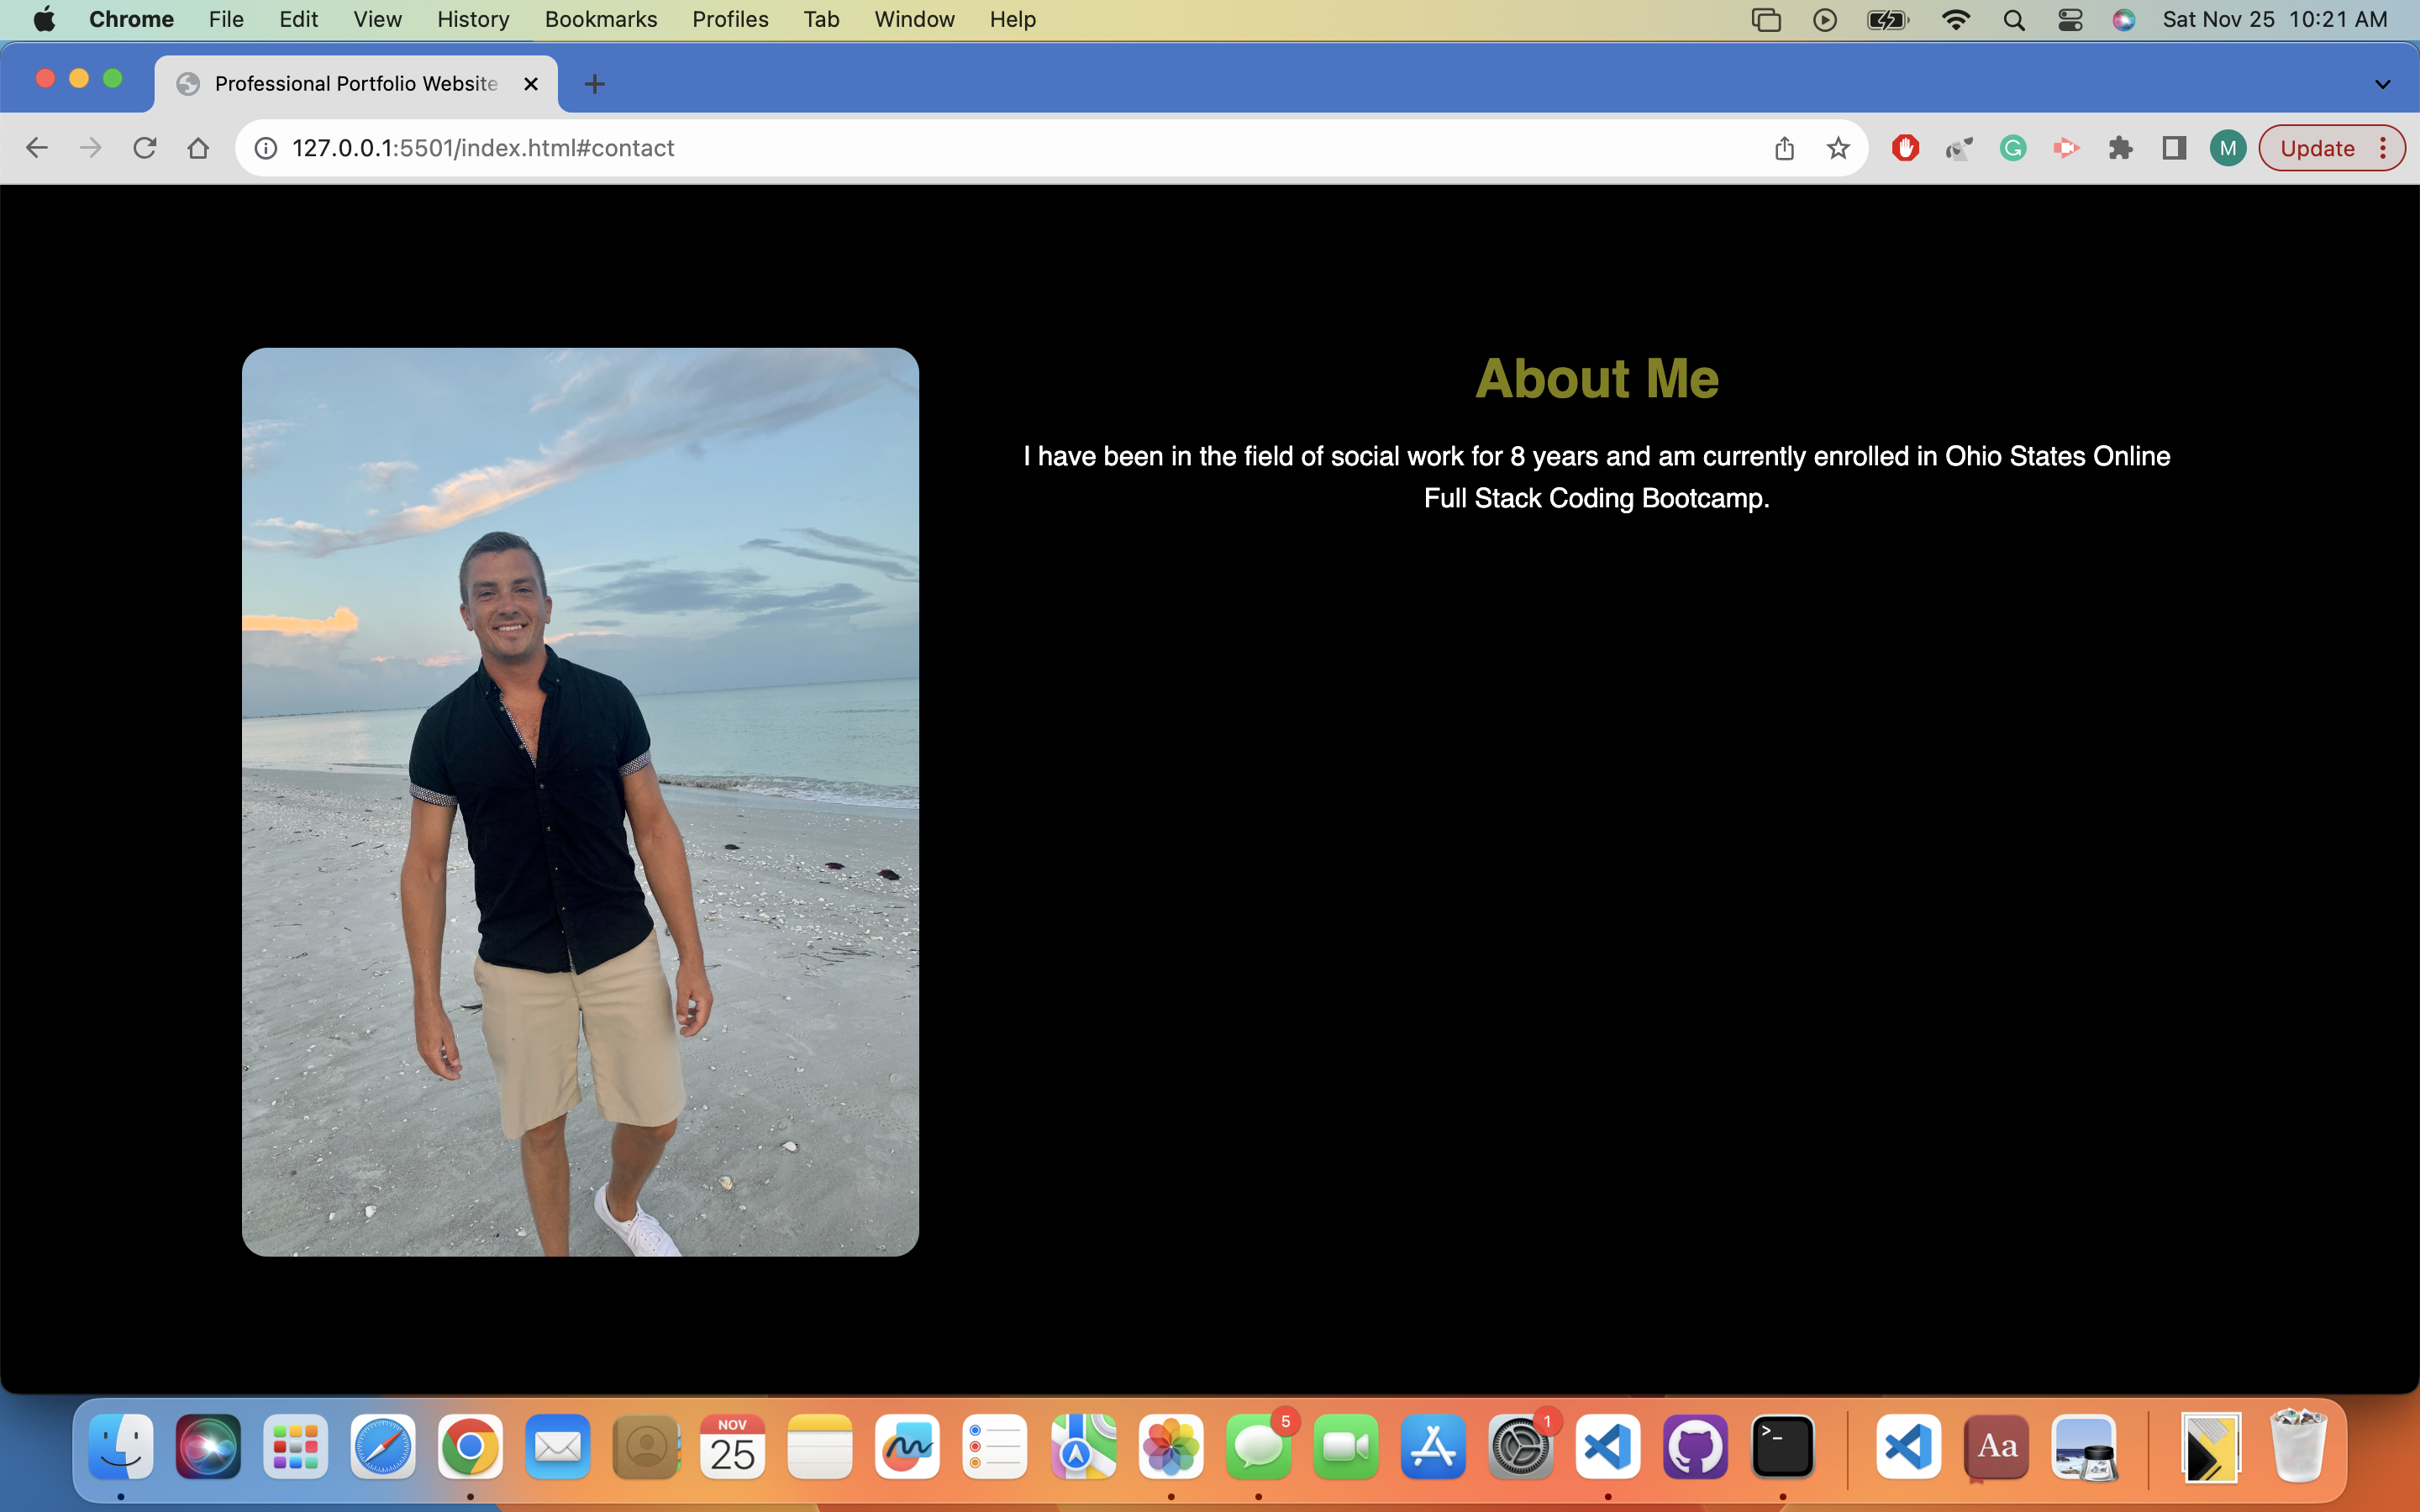 Chrome File Edit View History Bookmarks Profiles Tab Window Help Sat Nov 25 10:21 AM
Professional Portfolio Website
127.0.0.1:5501/index.html#contact M Update
About Me
I have been in the field of social work for 8 years and am currently enrolled in Ohio States Online
Full Stack Coding Bootcamp.
NOV
25
5
1
>_
Aa